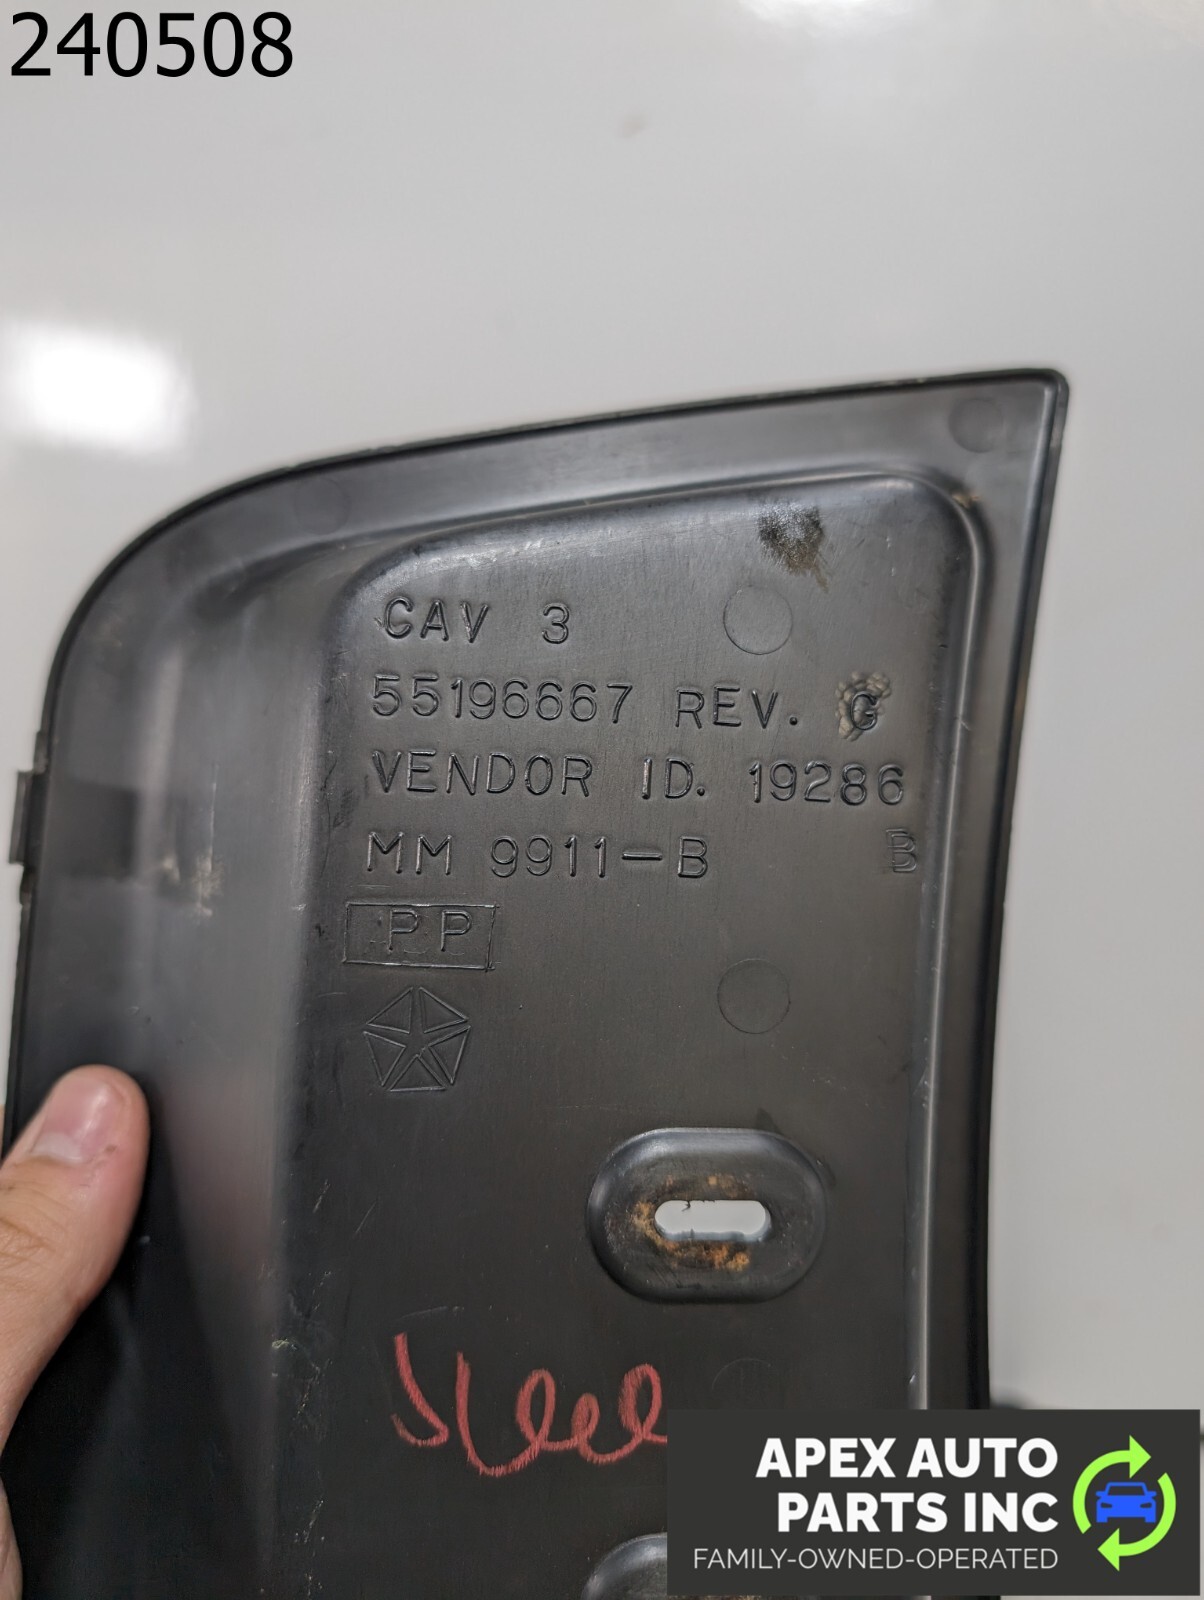 240508
CAV 3
55196667 REV. G
VENDOR ID. 19286
MM 9911-B B
PP
APEX AUTO
PARTS INC
FAMILY-OWNED-OPERATED